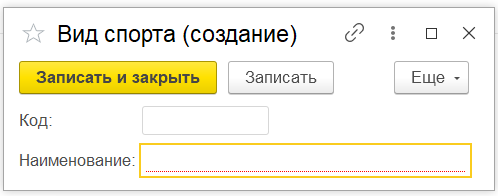 Вид спорта (создание)
Записать и закрыть Записать Еще
Код:
Наименование: